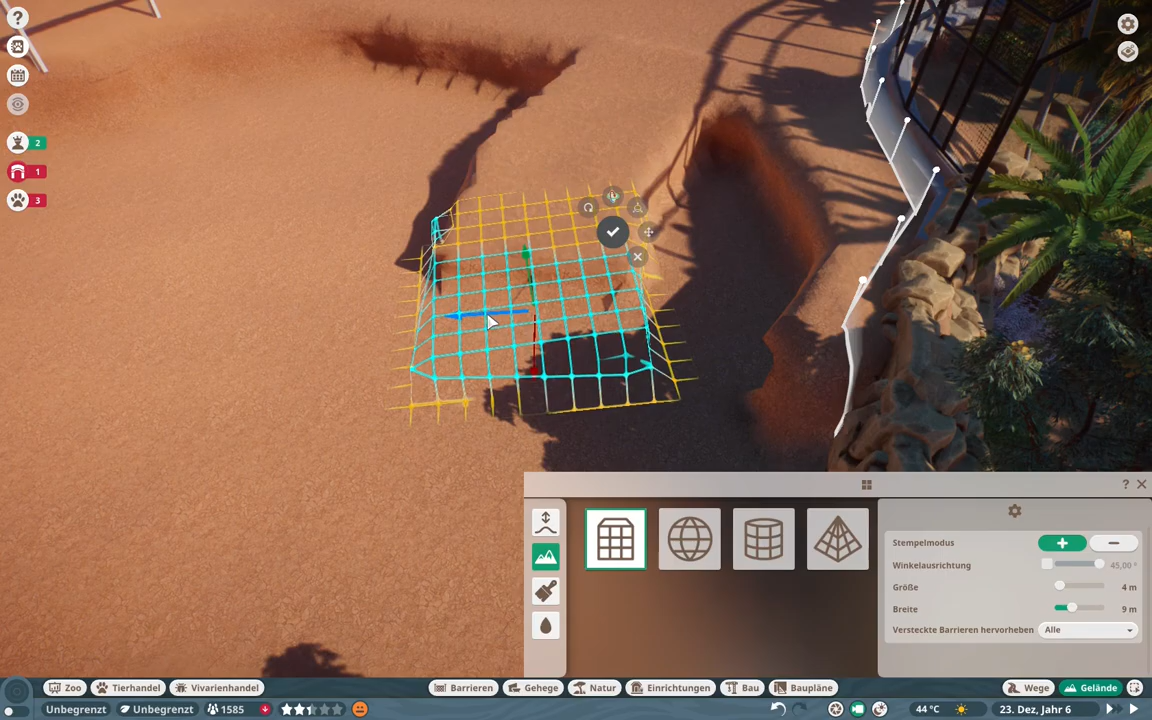 ?
2
1
3
?
Stempelmodus
+
−
Winkelausrichtung
45,00 °
Größe
4 m
Breite
9 m
Versteckte Barrieren hervorheben
Alle
Zoo
Tierhandel
Vivarienhandel
Barrieren
Gehege
Natur
Einrichtungen
Bau
Baupläne
Wege
Gelände
Unbegrenzt
Unbegrenzt
1585
44 °C
23. Dez, Jahr 6